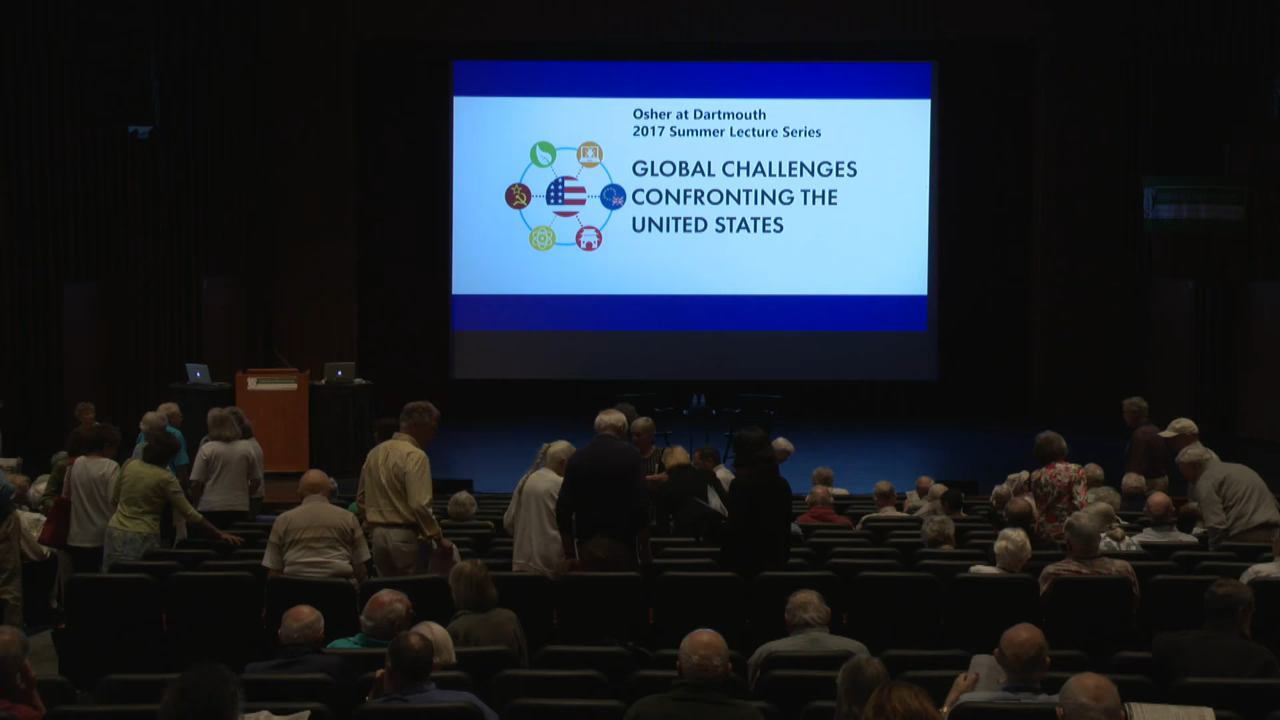 Osher at Dartmouth
2017 Summer Lecture Series
GLOBAL CHALLENGES
CONFRONTING THE
UNITED STATES